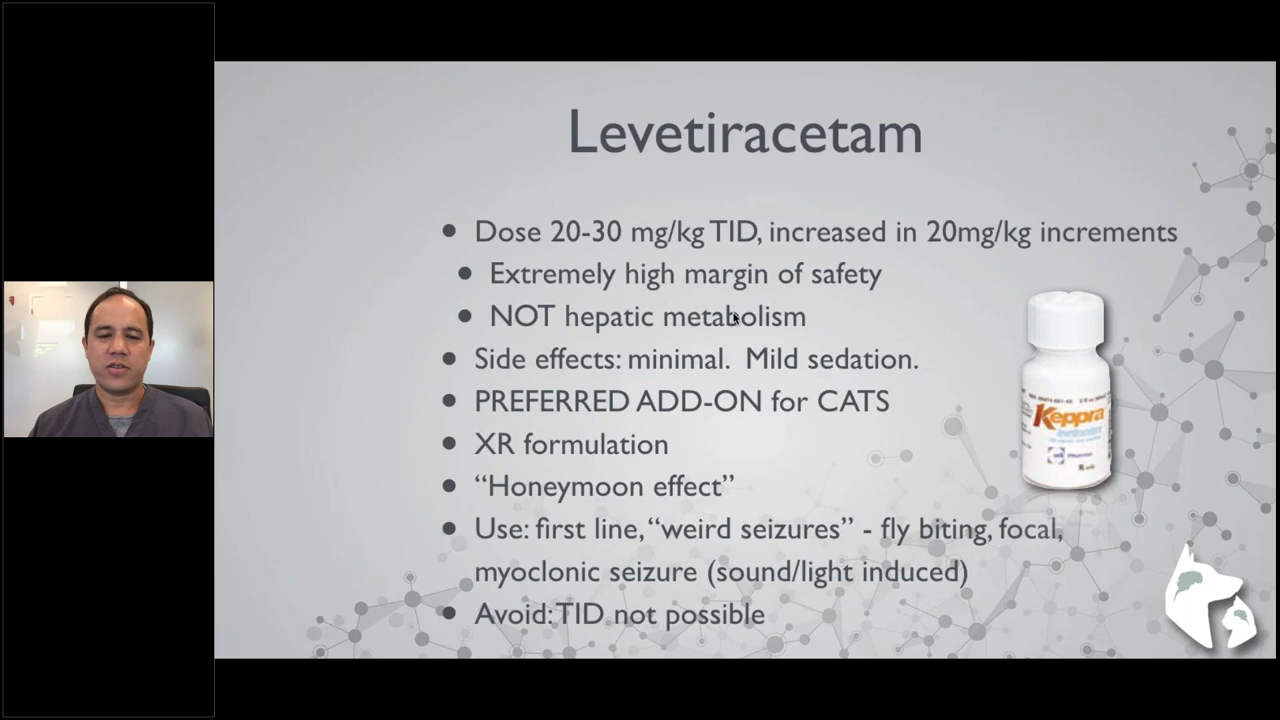 Levetiracetam
• Dose 20-30 mg/kg TID, increased in 20mg/kg increments
• Extremely high margin of safety
• NOT hepatic metabolism
• Side effects: minimal.  Mild sedation.
• PREFERRED ADD-ON for CATS
• XR formulation
• “Honeymoon effect”
• Use: first line, “weird seizures” - fly biting, focal,
myoclonic seizure (sound/light induced)
• Avoid: TID not possible
Keppra